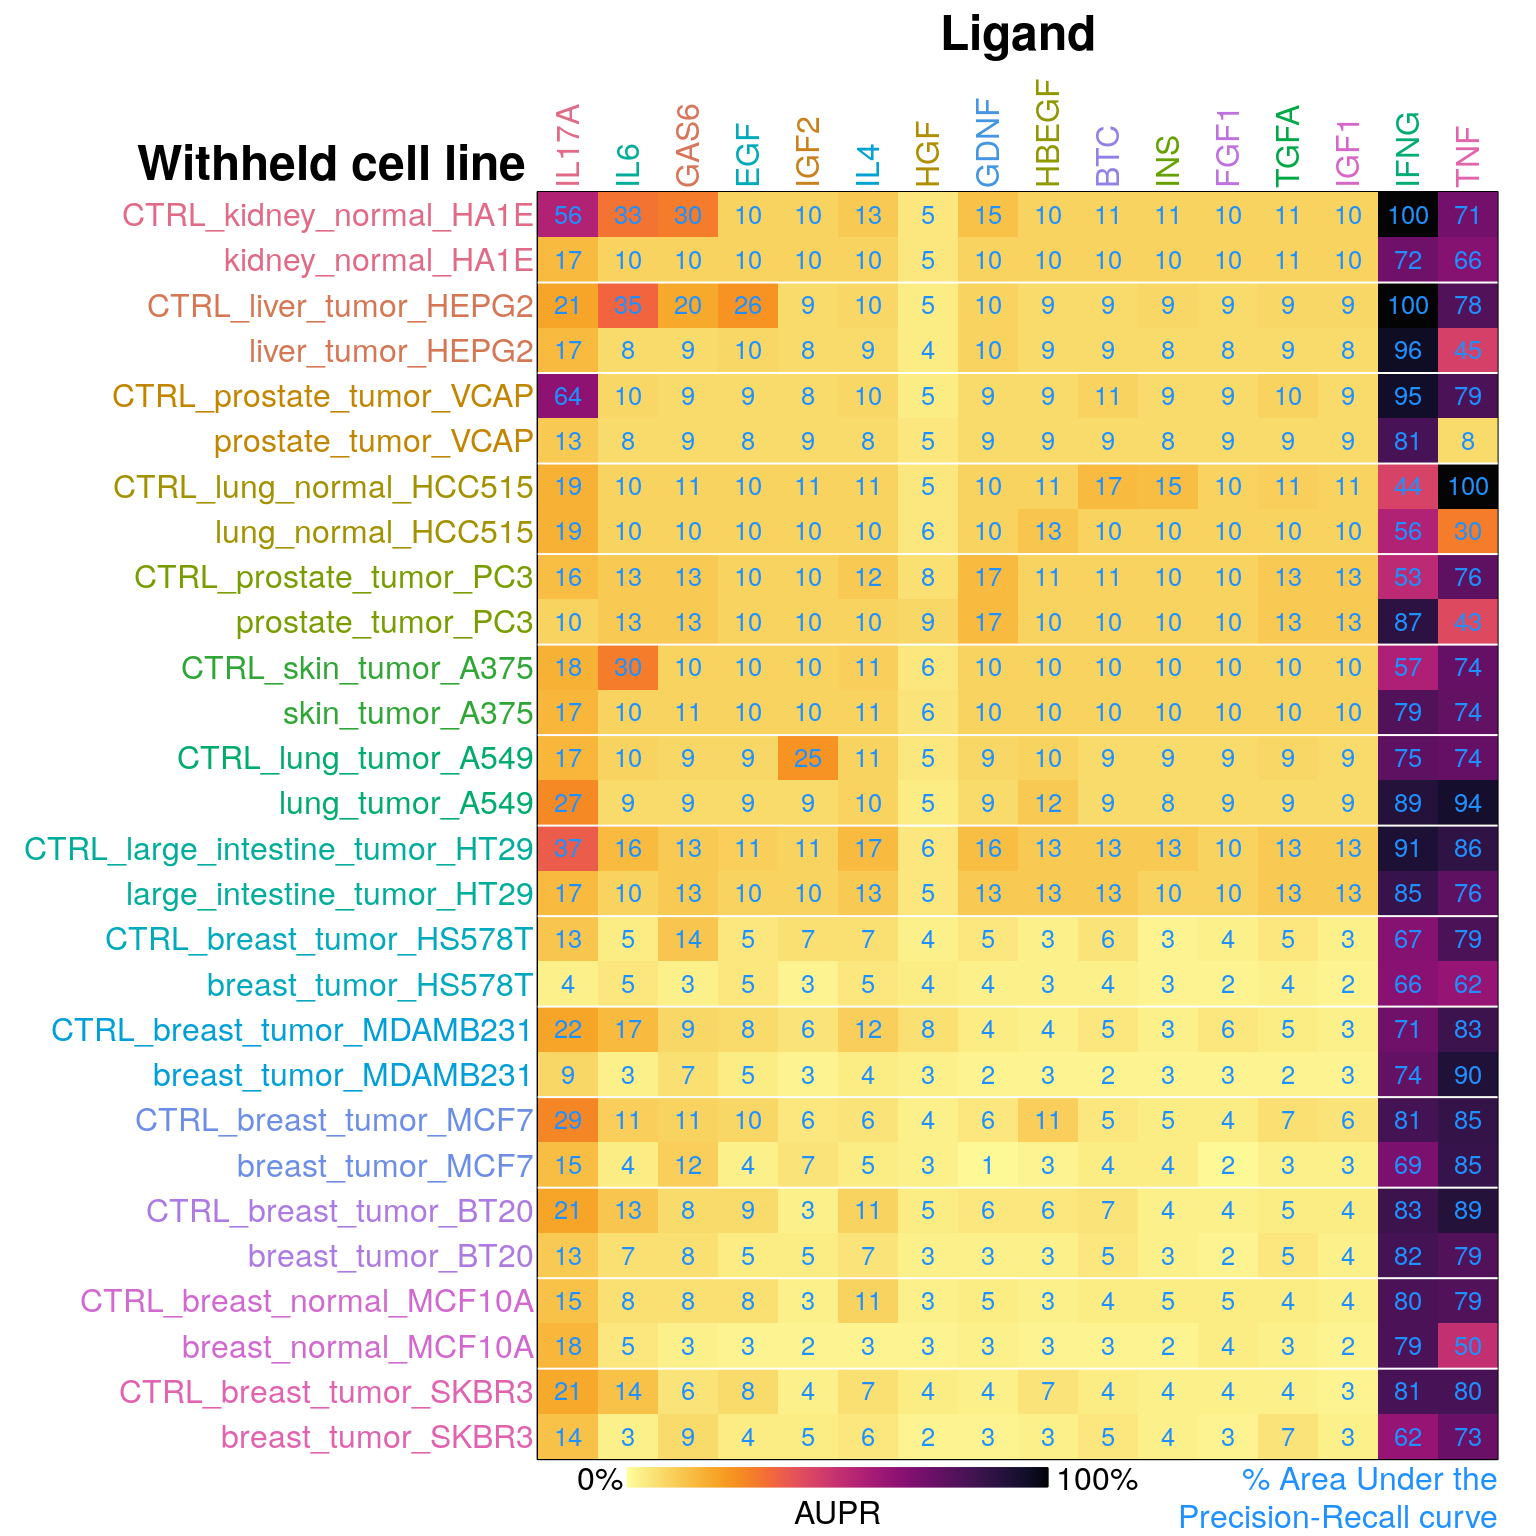 Ligand
Withheld cell line IL17A IL6 GAS6 EGF IGF2 IL4 HGF GDNF HBEGF BTC INS FGF1 TGFA IGF1 IFNG TNF
CTRL_kidney_normal_HA1E 56 33 30 10 10 13 5 15 10 11 11 10 11 10 100 71
kidney_normal_HA1E 17 10 10 10 10 10 5 10 10 10 10 10 11 10 72 66
CTRL_liver_tumor_HEPG2 21 35 20 26 9 10 5 10 9 9 9 9 9 9 100 78
liver_tumor_HEPG2 17 8 9 10 8 9 4 10 9 9 8 8 9 8 96 45
CTRL_prostate_tumor_VCAP 64 10 9 9 8 10 5 9 9 11 9 9 10 9 95 79
prostate_tumor_VCAP 13 8 9 8 9 8 5 9 9 9 8 9 9 9 81 8
CTRL_lung_normal_HCC515 19 10 11 10 11 11 5 10 11 17 15 10 11 11 44 100
lung_normal_HCC515 19 10 10 10 10 10 6 10 13 10 10 10 10 10 56 30
CTRL_prostate_tumor_PC3 16 13 13 10 10 12 8 17 11 11 10 10 13 13 53 76
prostate_tumor_PC3 10 13 13 10 10 10 9 17 10 10 10 10 13 13 87 43
CTRL_skin_tumor_A375 18 30 10 10 10 11 6 10 10 10 10 10 10 10 57 74
skin_tumor_A375 17 10 11 10 10 11 6 10 10 10 10 10 10 10 79 74
CTRL_lung_tumor_A549 17 10 9 9 25 11 5 9 10 9 9 9 9 9 75 74
lung_tumor_A549 27 9 9 9 9 10 5 9 12 9 8 9 9 9 89 94
CTRL_large_intestine_tumor_HT29 37 16 13 11 11 17 6 16 13 13 13 10 13 13 91 86
large_intestine_tumor_HT29 17 10 13 10 10 13 5 13 13 13 10 10 13 13 85 76
CTRL_breast_tumor_HS578T 13 5 14 5 7 7 4 5 3 6 3 4 5 3 67 79
breast_tumor_HS578T 4 5 3 5 3 5 4 4 3 4 3 2 4 2 66 62
CTRL_breast_tumor_MDAMB231 22 17 9 8 6 12 8 4 4 5 3 6 5 3 71 83
breast_tumor_MDAMB231 9 3 7 5 3 4 3 2 3 2 3 3 2 3 74 90
CTRL_breast_tumor_MCF7 29 11 11 10 6 6 4 6 11 5 5 4 7 6 81 85
breast_tumor_MCF7 15 4 12 4 7 5 3 1 3 4 4 2 3 3 69 85
CTRL_breast_tumor_BT20 21 13 8 9 3 11 5 6 6 7 4 4 5 4 83 89
breast_tumor_BT20 13 7 8 5 5 7 3 3 3 5 3 2 5 4 82 79
CTRL_breast_normal_MCF10A 15 8 8 8 3 11 3 5 3 4 5 5 4 4 80 79
breast_normal_MCF10A 18 5 3 3 2 3 3 3 3 3 2 4 3 2 79 50
CTRL_breast_tumor_SKBR3 21 14 6 8 4 7 4 4 7 4 4 4 4 3 81 80
breast_tumor_SKBR3 14 3 9 4 5 6 2 3 3 5 4 3 7 3 62 73
0% 100% % Area Under the
AUPR Precision-Recall curve